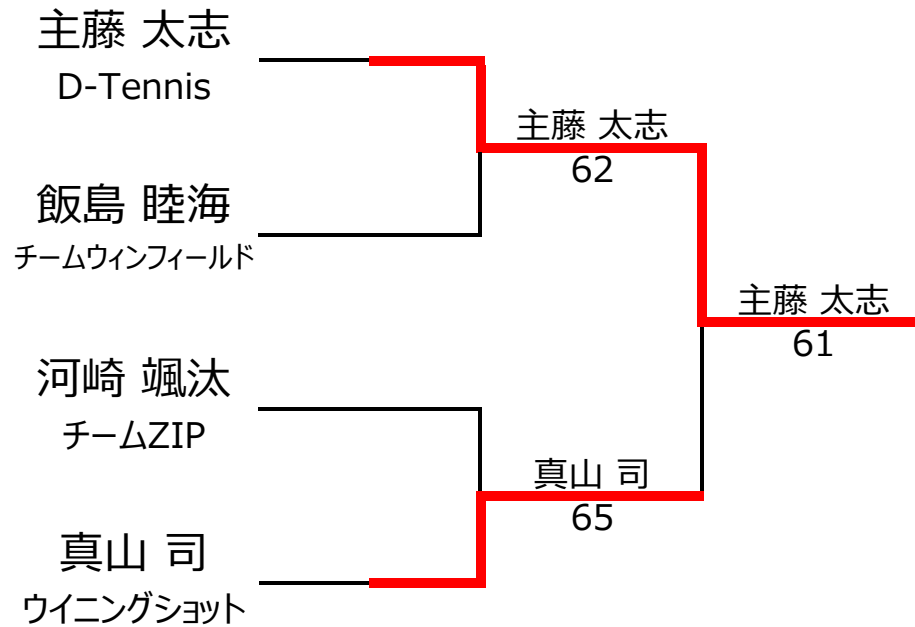 主藤 太志
D-Tennis
飯島 睦海
チームウィンフィールド
河崎 颯汰
チームZIP
真山 司
ウイニングショット
主藤 太志
62
真山 司
65
主藤 太志
61